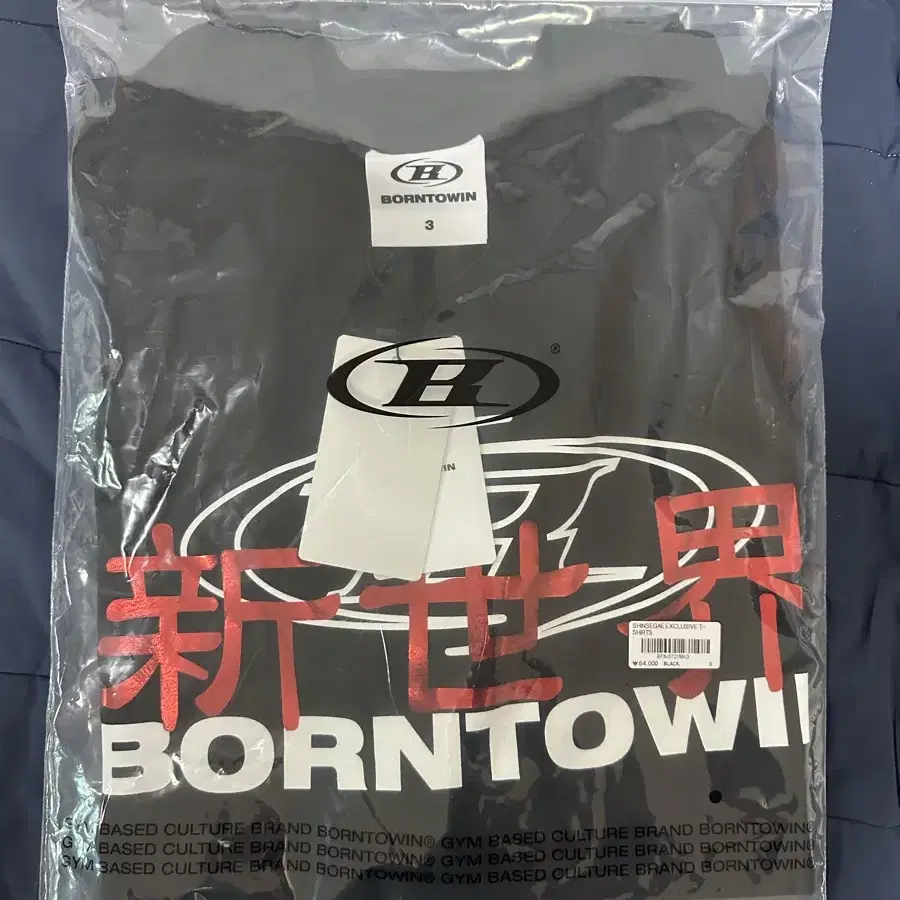 BORNTOWIN
3
®
WIN
新世界
SHINSEGAE EXCLUSIVE T-
SHIRTS
₩64,000 BLACK
BORNTOWIN
BASED CULTURE BRAND BORNTOWIN® GYM BASED CULTURE BRAND BORNTOWIN®
GYM BASED CULTURE BRAND BORNTOWIN® GYM BASED CULTURE BRAND BORNTOWIN®
GYM BASED CULTURE BRAND BORNTOWIN® GYM BASED CULTURE BRAND BORNTOWIN®